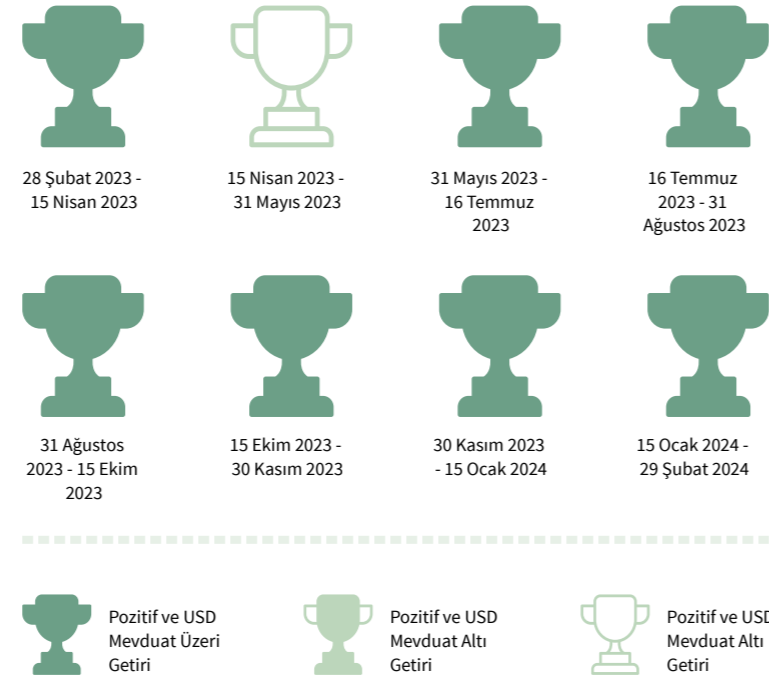 28 Şubat 2023 -
15 Nisan 2023
15 Nisan 2023 -
31 Mayıs 2023
31 Mayıs 2023 -
16 Temmuz
2023
16 Temmuz
2023 - 31
Ağustos 2023
31 Ağustos
2023 - 15 Ekim
2023
15 Ekim 2023 -
30 Kasım 2023
30 Kasım 2023
- 15 Ocak 2024
15 Ocak 2024 -
29 Şubat 2024
Pozitif ve USD
Mevduat Üzeri
Getiri
Pozitif ve USD
Mevduat Altı
Getiri
Pozitif ve USD
Mevduat Altı
Getiri